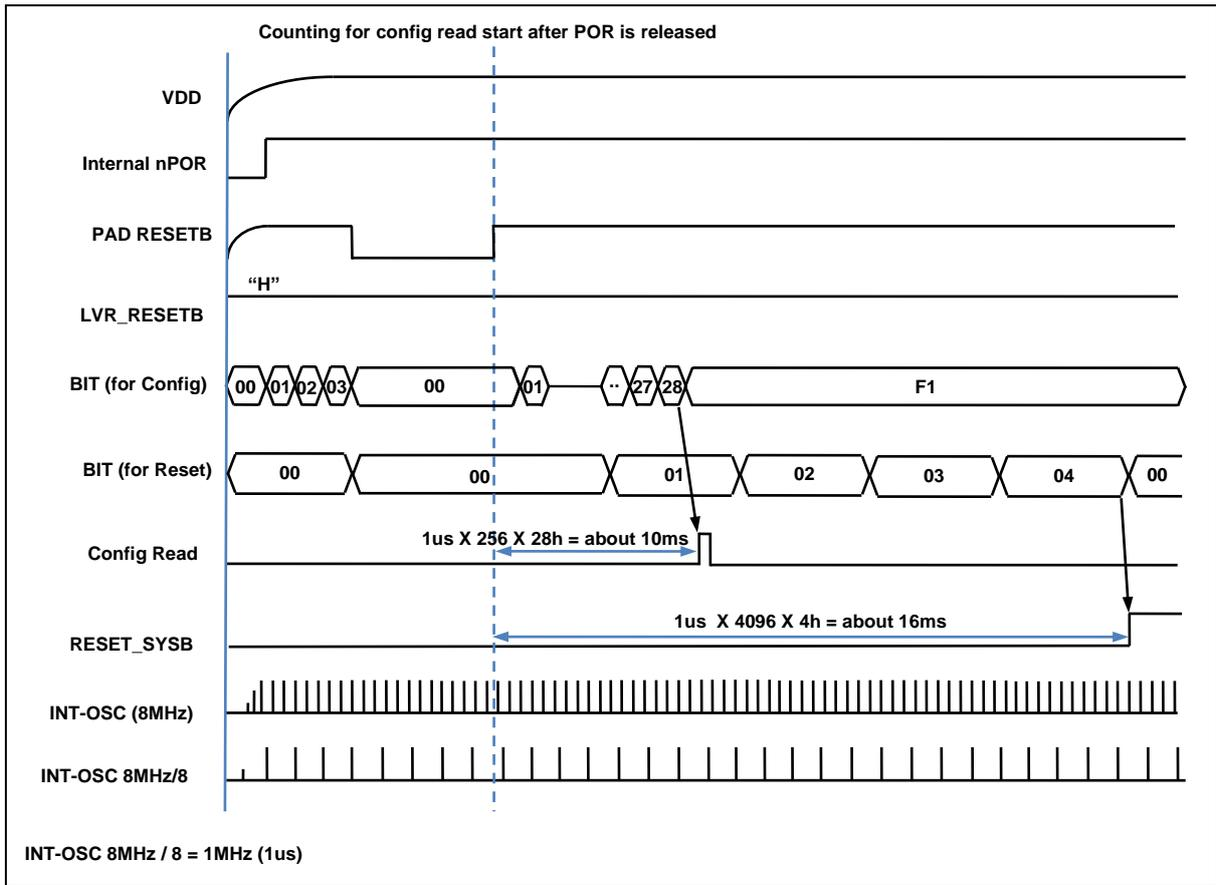 Counting for config read start after POR is released
VDD
Internal nPOR
PAD RESETB
“H”
LVR_RESETB
BIT (for Config)
00 01 02 03 00 01 .. 27 28 F1
BIT (for Reset)
00 00 01 02 03 04 00
1us X 256 X 28h = about 10ms
Config Read
1us X 4096 X 4h = about 16ms
RESET_SYSB
INT-OSC (8MHz)
INT-OSC 8MHz/8
INT-OSC 8MHz / 8 = 1MHz (1us)